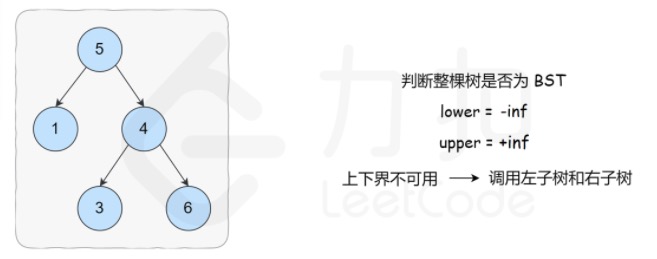 5
1
4
3
6
判断整棵树是否为 BST
lower = -inf
upper = +inf
上下界不可用 → 调用左子树和右子树
力扣
LeetCode